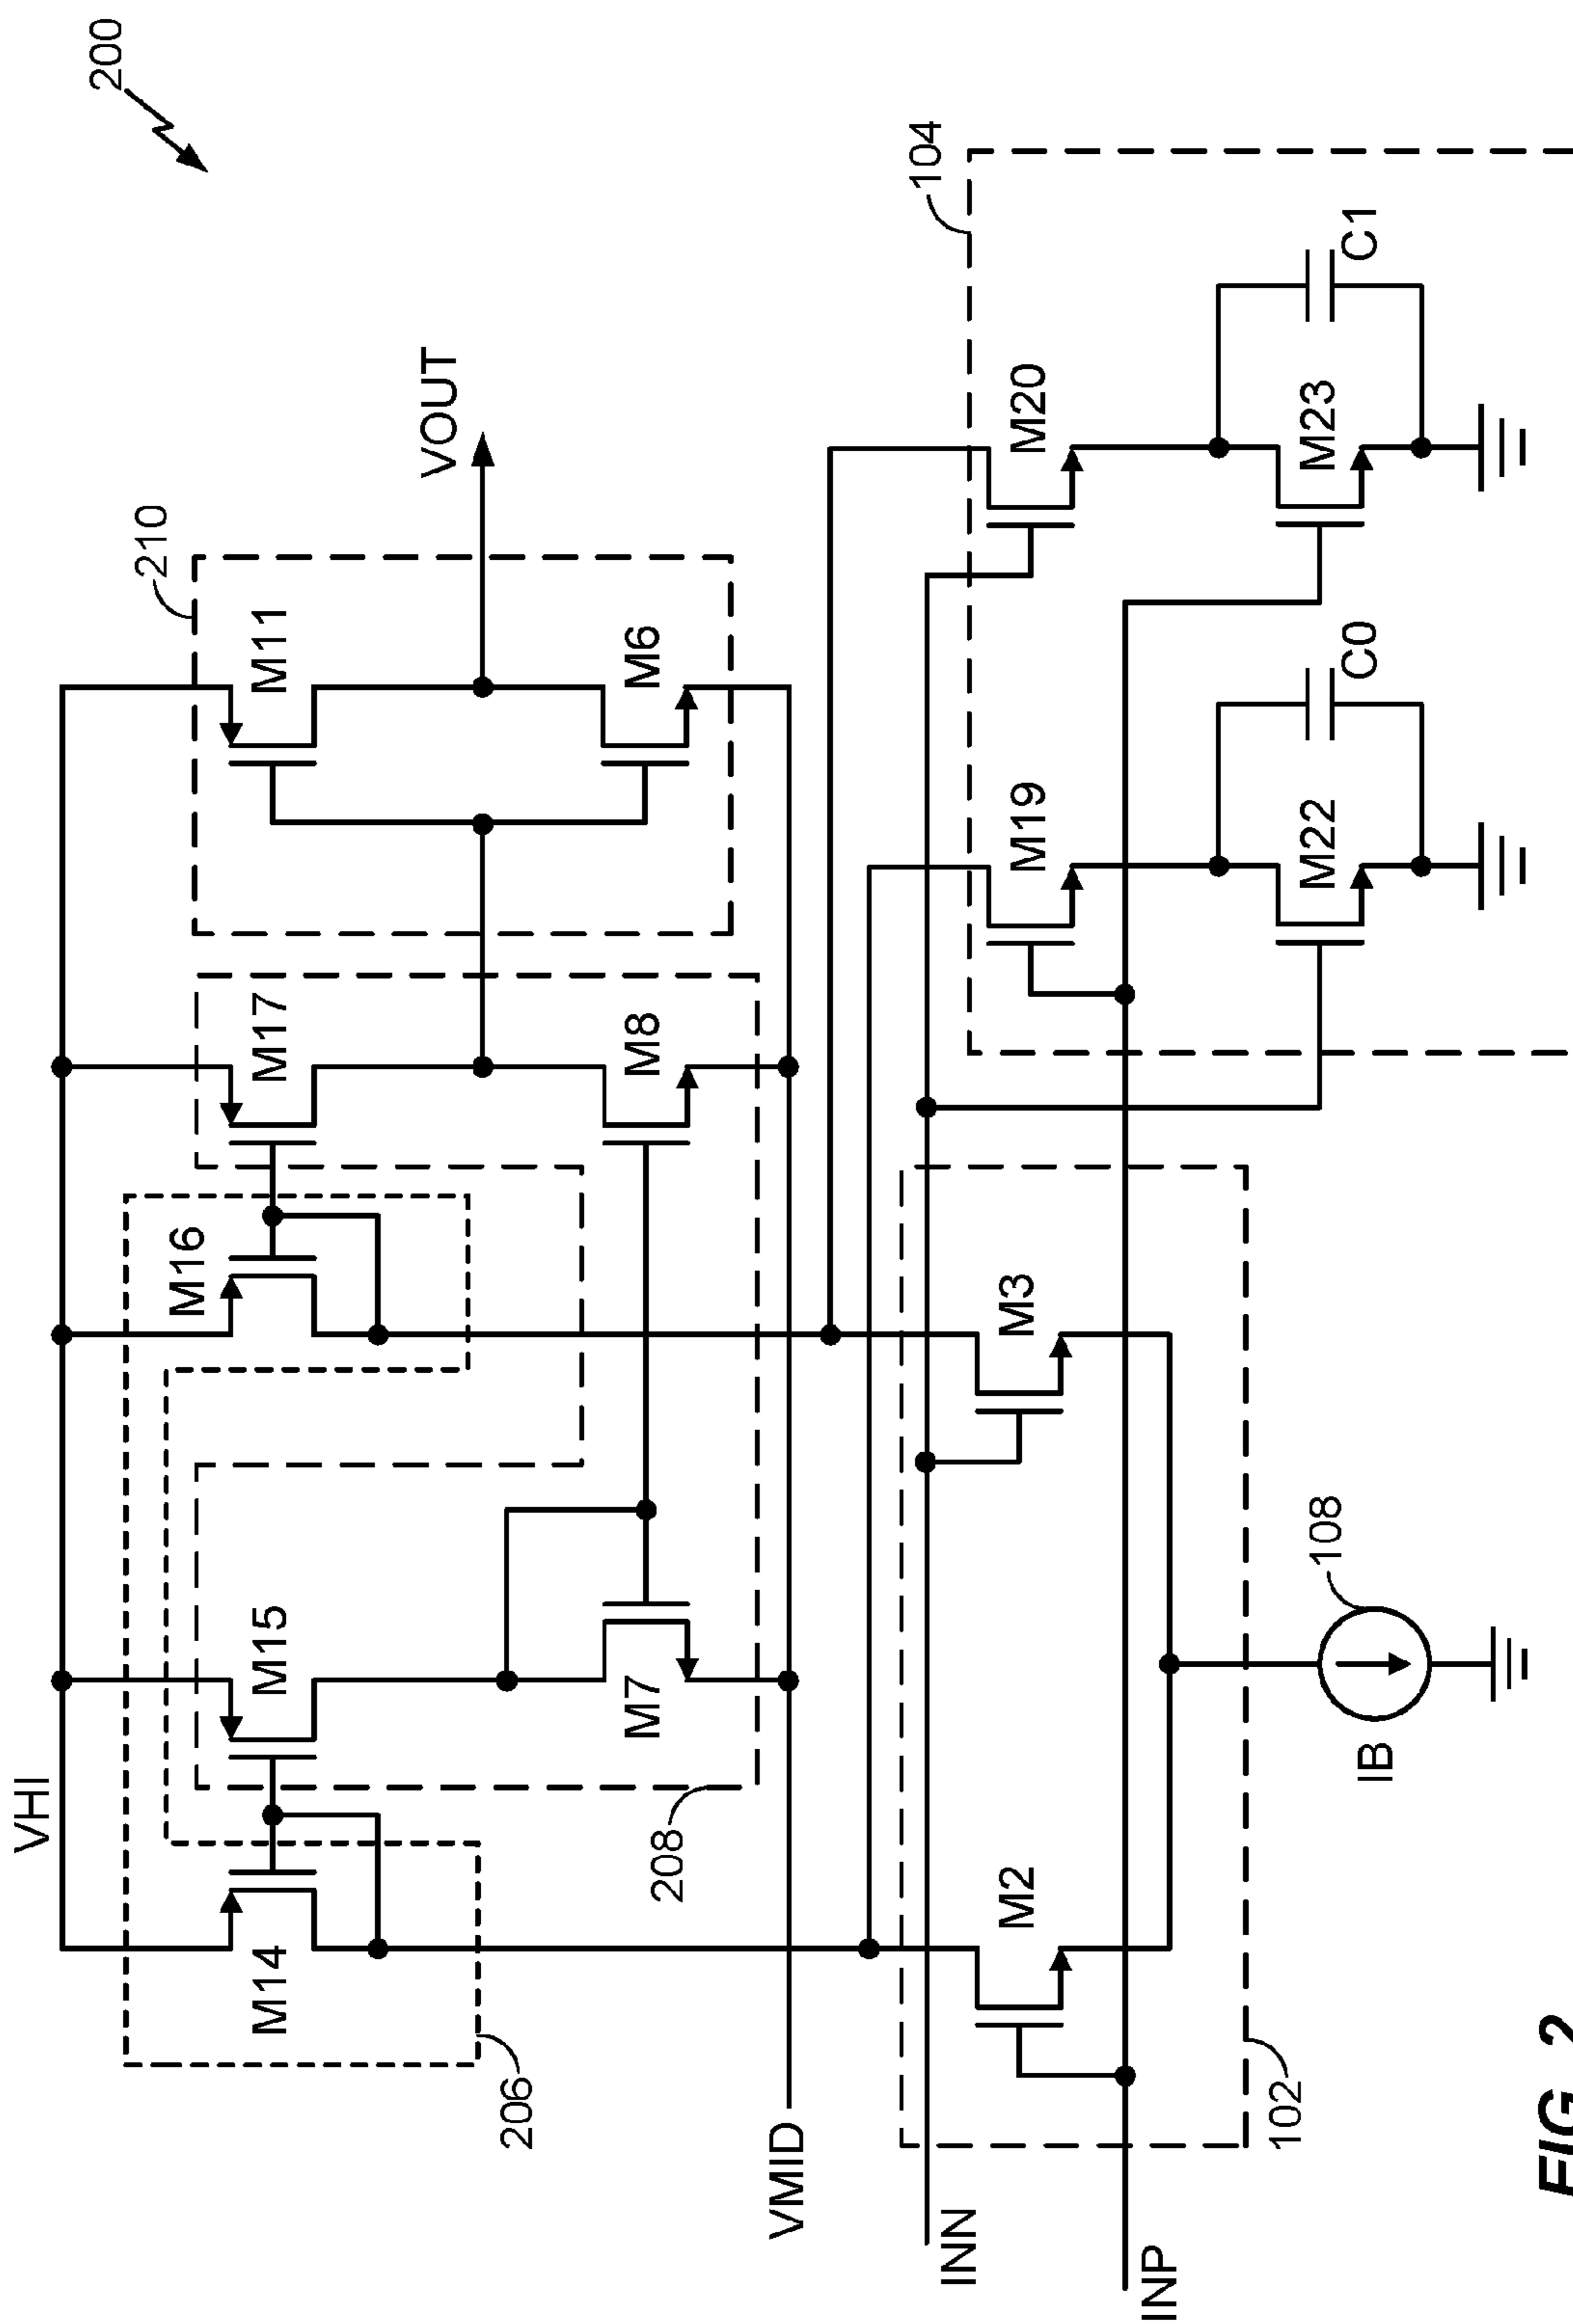 200
VHI
206
M14
M15
M16
M17
210
M11
VOUT
208
M7
M8
M6
VMID
INN
INP
102
M2
M3
104
M19
M20
IB
108
M22
C0
M23
C1
FIG. 2